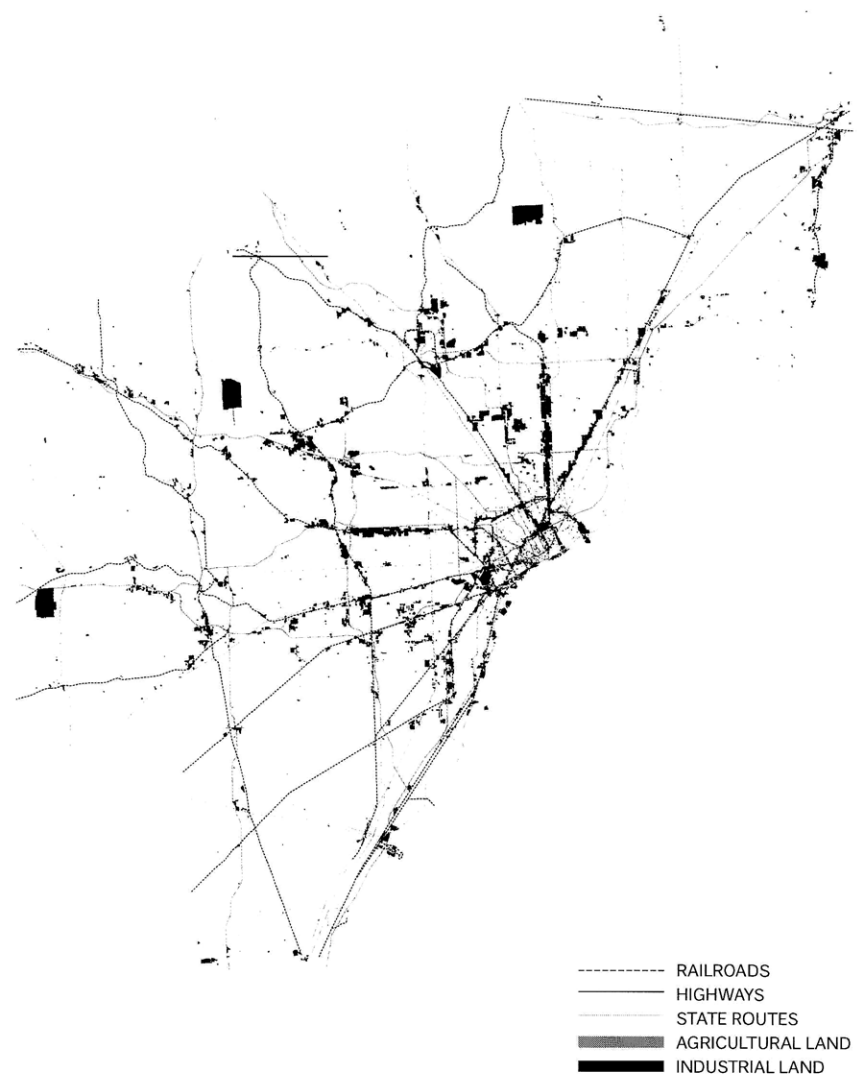 RAILROADS
HIGHWAYS
STATE ROUTES
AGRICULTURAL LAND
INDUSTRIAL LAND